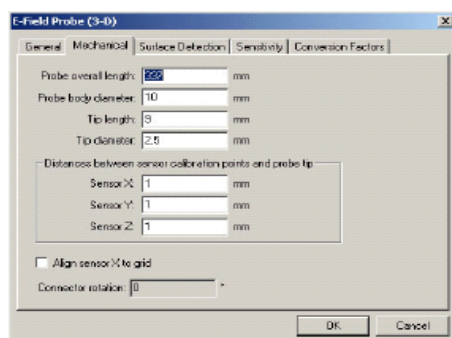 E-Field Probe (3-D)
General Mechanical Surface Detection Sensitivity Conversion Factors
Probe overall length: 337 mm
Probe body diameter: 10 mm
Tip length: 9 mm
Tip diameter: 2.5 mm
Distances between sensor calibration points and probe tip
Sensor X: 1 mm
Sensor Y: 1 mm
Sensor Z: 1 mm
Align sensor X to grid
Connector rotation: 0 °
OK Cancel